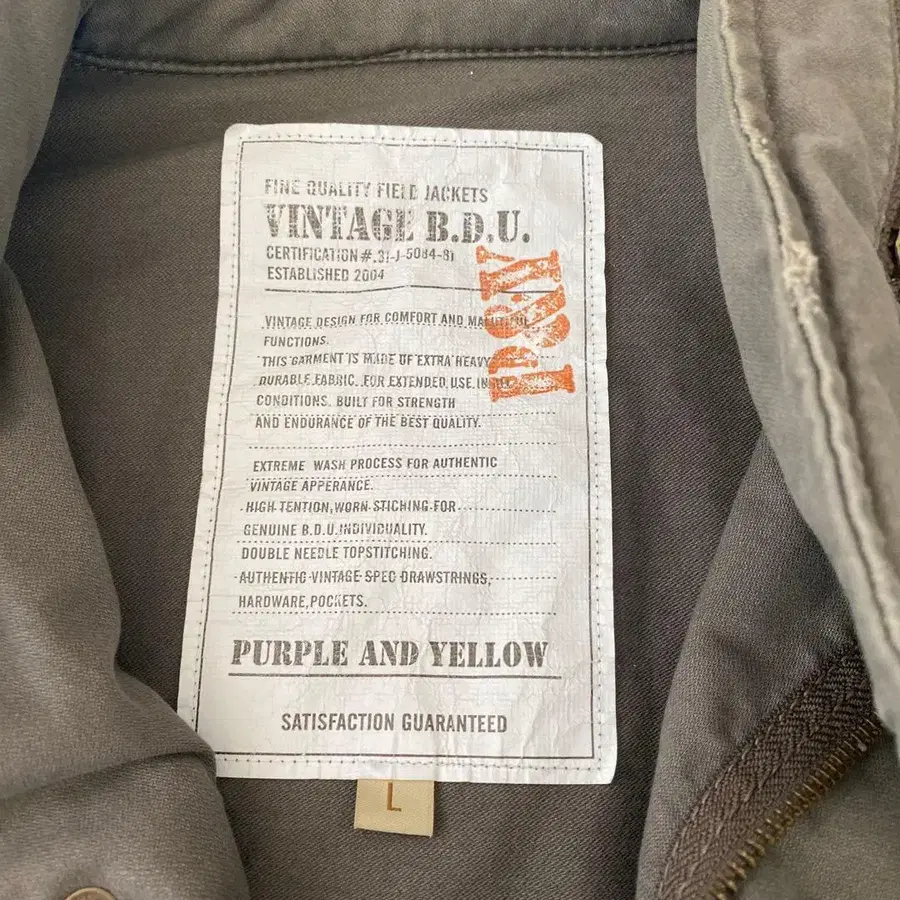 FINE QUALITY FIELD JACKETS
VINTAGE B.D.U.
CERTIFICATION #.31-J-5084-81
ESTABLISHED 2004
VINTAGE DESIGN FOR COMFORT AND
FUNCTIONS.
THIS GARMENT IS MADE OF EXTRA HEAVY
DURABLE.FABRIC. .FOR EXTENDED.USE.IN
CONDITIONS. BUILT FOR STRENGTH
AND ENDURANCE OF THE BEST QUALITY.
EXTREME WASH PROCESS FOR AUTHENTIC
VINTAGE APPERANCE.
HIGH TENTION,WORN STICHING FOR
GENUINE B.D.U.INDIVIDUALITY.
DOUBLE NEEDLE TOPSTITCHING.
AUTHENTIC VINTAGE SPEC DRAWSTRINGS,
HARDWARE,POCKETS.
PURPLE AND YELLOW
SATISFACTION GUARANTEED
L